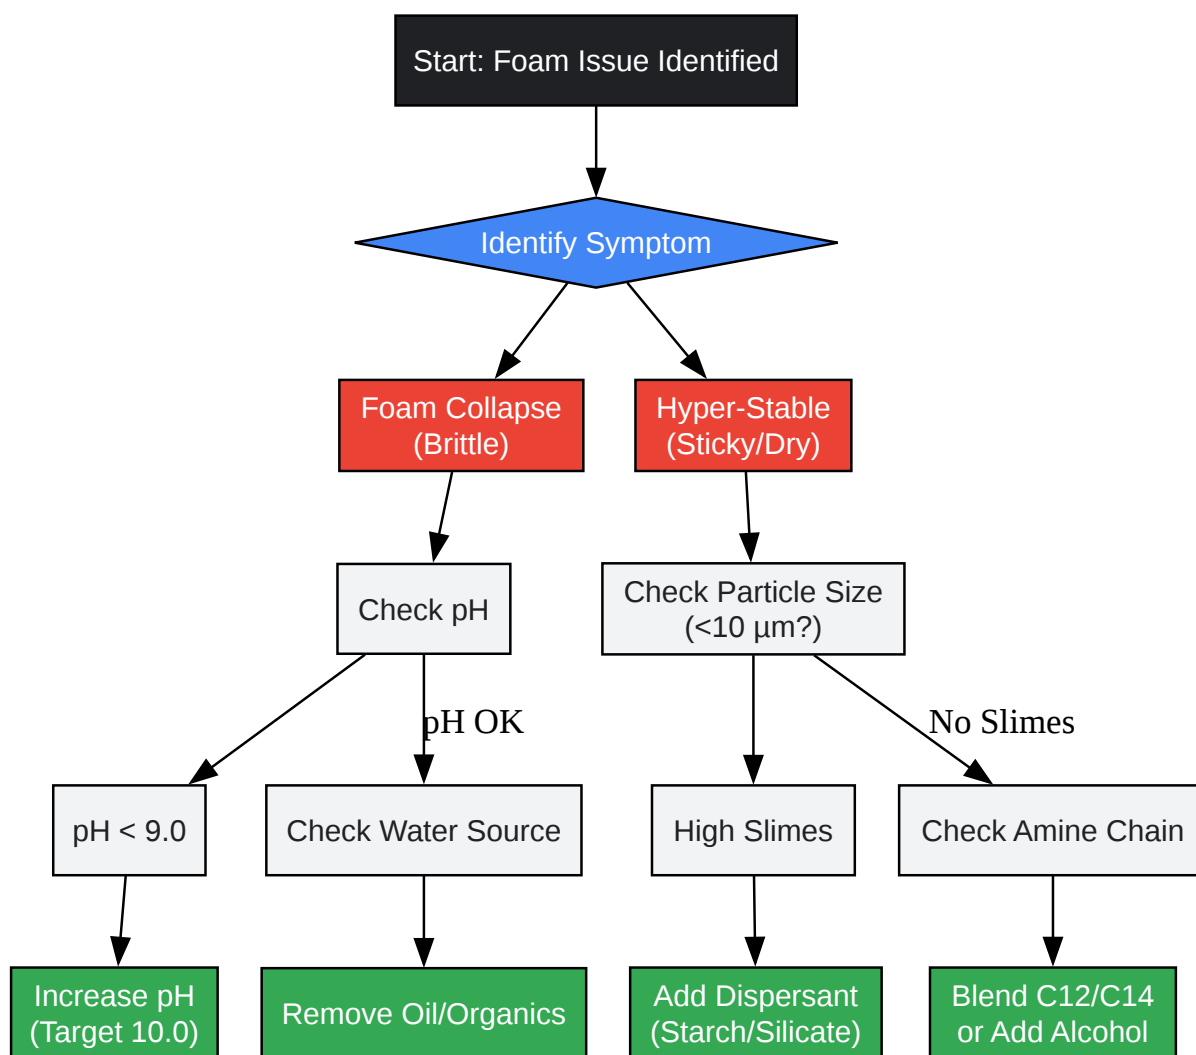 Start: Foam Issue Identified
Identify Symptom
Foam Collapse
(Brittle)
Hyper-Stable
(Sticky/Dry)
Check pH
Check Particle Size
(<10 µm?)
pH OK
No Slimes
pH < 9.0
Check Water Source
High Slimes
Check Amine Chain
Increase pH
(Target 10.0)
Remove Oil/Organics
Add Dispersant
(Starch/Silicate)
Blend C12/C14
or Add Alcohol